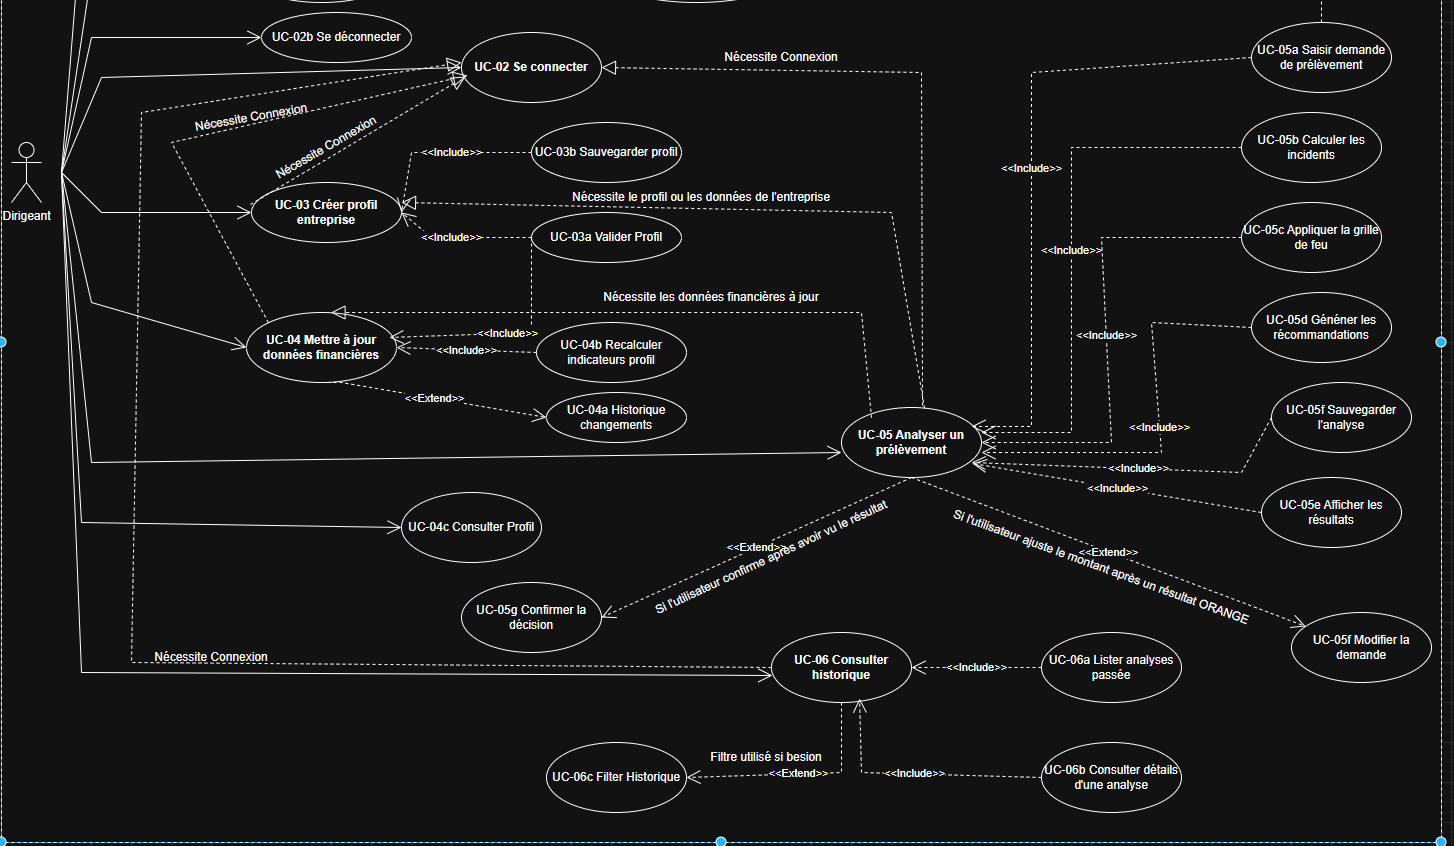 UC-02b Se déconnecter
UC-02 Se connecter
Nécessite Connexion
UC-05a Saisir demande
de prélèvement
Nécessite Connexion
Nécessite Connexion
<<Include>>
UC-03b Sauvegarder profil
UC-05b Calculer les
incidents
<<Include>>
Dirigeant
UC-03 Créer profil
entreprise
Nécessite le profil ou les données de l'entreprise
<<Include>>
UC-03a Valider Profil
UC-05c Appliquer la grille
de feu
<<Include>>
Nécessite les données financières à jour
UC-04 Mettre à jour
données financières
<<Include>>
<<Include>>
UC-04b Recalculer
indicateurs profil
<<Include>>
UC-05d Généner les
récommandations
<<Extend>>
UC-04a Historique
changements
UC-05 Analyser un
prélèvement
<<Include>>
UC-05f Sauvegarder
l'analyse
<<Include>>
<<Include>>
UC-05e Afficher les
résultats
UC-04c Consulter Profil
<<Extend>>
Si l'utilisateur confirme après avoir vu le résultat
Si l'utilisateur ajuste le montant après un résultat ORANGE
<<Extend>>
UC-05g Confirmer la
décision
UC-05f Modifier la
demande
Nécessite Connexion
UC-06 Consulter
historique
<<Include>>
UC-06a Lister analyses
passée
Filtre utilisé si besion
<<Extend>>
UC-06c Filter Historique
<<Include>>
UC-06b Consulter détails
d'une analyse